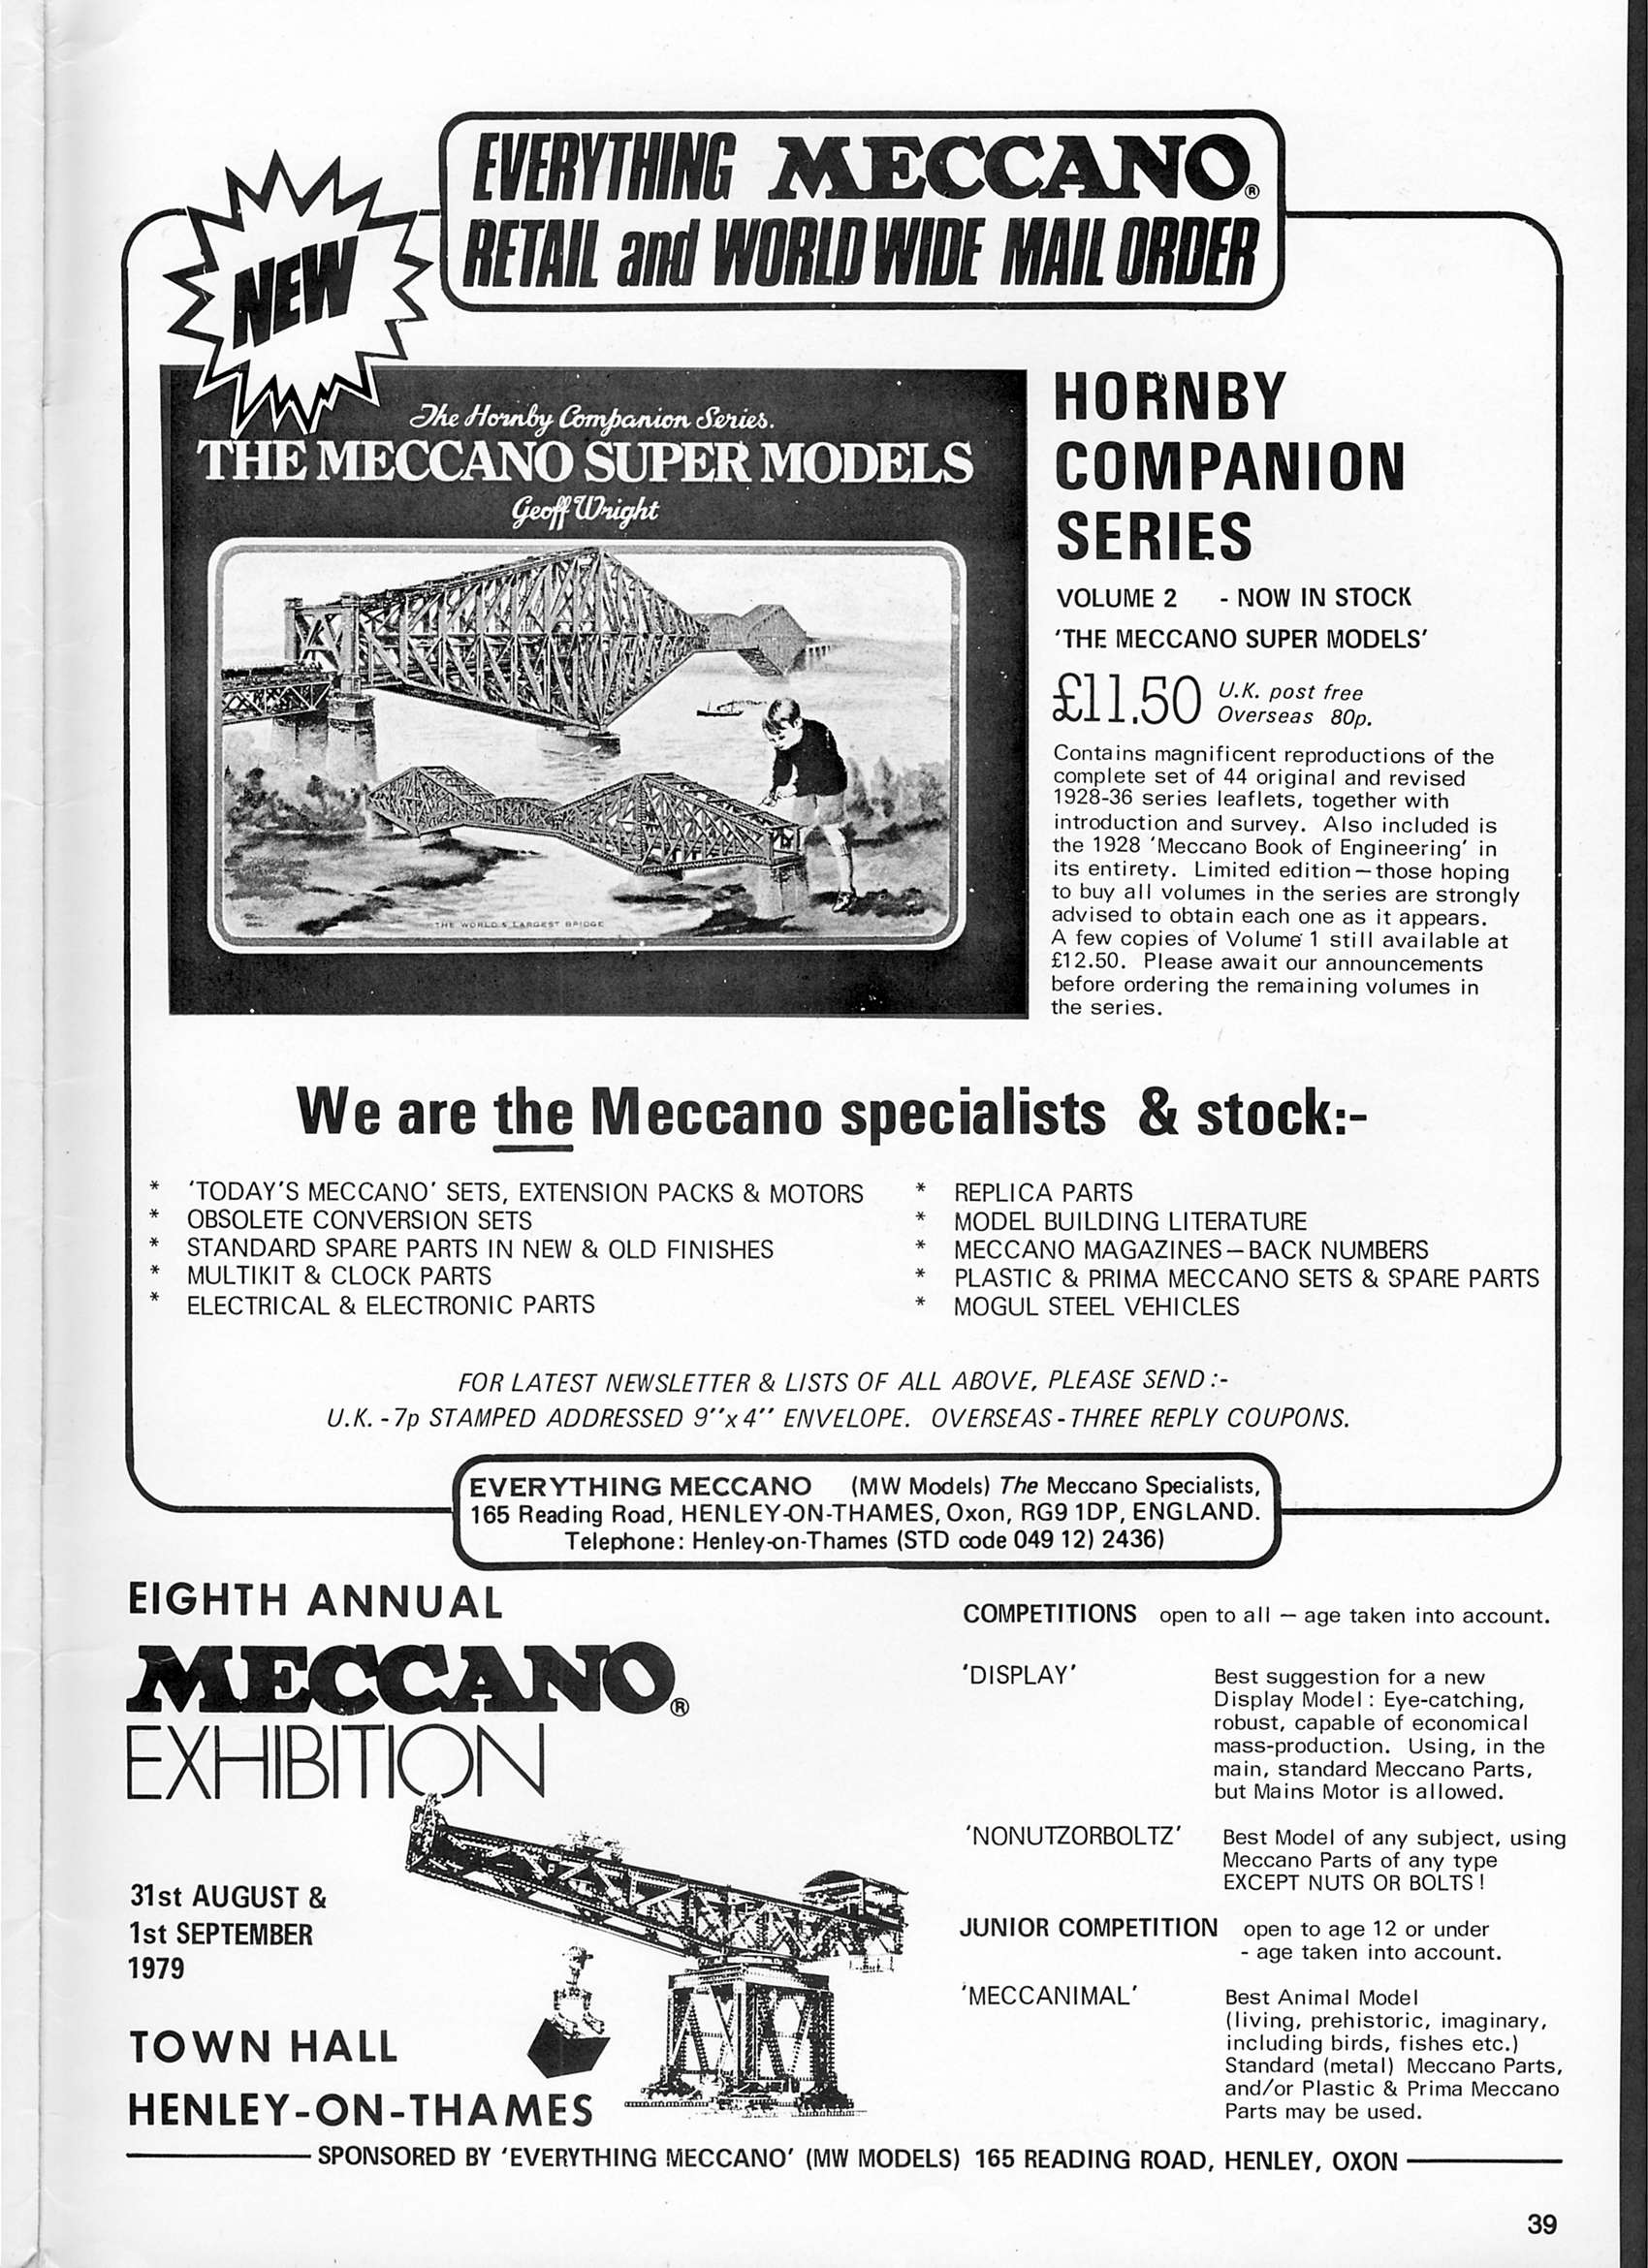 EVERYTHING MECCANO®
RETAIL and WORLD WIDE MAIL ORDER
NEW
The Hornby Companion Series.
THE MECCANO SUPER MODELS
Geoff Wright
THE WORLD'S LARGEST BRIDGE
HORNBY
COMPANION
SERIES
VOLUME 2 - NOW IN STOCK
'THE MECCANO SUPER MODELS'
£11.50 U.K. post free
Overseas 80p.
Contains magnificent reproductions of the
complete set of 44 original and revised
1928-36 series leaflets, together with
introduction and survey. Also included is
the 1928 'Meccano Book of Engineering' in
its entirety. Limited edition—those hoping
to buy all volumes in the series are strongly
advised to obtain each one as it appears.
A few copies of Volume 1 still available at
£12.50. Please await our announcements
before ordering the remaining volumes in
the series.
We are the Meccano specialists & stock:-
* 'TODAY'S MECCANO' SETS, EXTENSION PACKS & MOTORS
* OBSOLETE CONVERSION SETS
* STANDARD SPARE PARTS IN NEW & OLD FINISHES
* MULTIKIT & CLOCK PARTS
* ELECTRICAL & ELECTRONIC PARTS
* REPLICA PARTS
* MODEL BUILDING LITERATURE
* MECCANO MAGAZINES—BACK NUMBERS
* PLASTIC & PRIMA MECCANO SETS & SPARE PARTS
* MOGUL STEEL VEHICLES
FOR LATEST NEWSLETTER & LISTS OF ALL ABOVE, PLEASE SEND:-
U.K. - 7p STAMPED ADDRESSED 9''x4'' ENVELOPE. OVERSEAS - THREE REPLY COUPONS.
EVERYTHING MECCANO (MW Models) The Meccano Specialists,
165 Reading Road, HENLEY-ON-THAMES, Oxon, RG9 1DP, ENGLAND.
Telephone: Henley-on-Thames (STD code 049 12) 2436)
EIGHTH ANNUAL
MECCANO®
EXHIBITION
31st AUGUST &
1st SEPTEMBER
1979
TOWN HALL
HENLEY-ON-THAMES
COMPETITIONS open to all — age taken into account.
'DISPLAY' Best suggestion for a new
Display Model: Eye-catching,
robust, capable of economical
mass-production. Using, in the
main, standard Meccano Parts,
but Mains Motor is allowed.
'NONUTZORBOLTZ' Best Model of any subject, using
Meccano Parts of any type
EXCEPT NUTS OR BOLTS!
JUNIOR COMPETITION open to age 12 or under
- age taken into account.
'MECCANIMAL' Best Animal Model
(living, prehistoric, imaginary,
including birds, fishes etc.)
Standard (metal) Meccano Parts,
and/or Plastic & Prima Meccano
Parts may be used.
SPONSORED BY 'EVERYTHING MECCANO' (MW MODELS) 165 READING ROAD, HENLEY, OXON
39